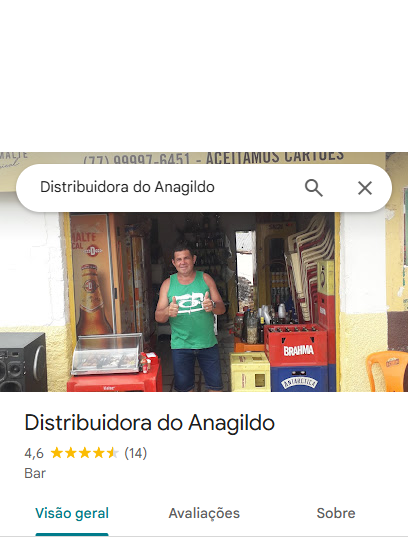 (77) 99997-6451 - ACEITAMOS CARTÕES
Distribuidora do Anagildo
BRAHMA
ANTARCTICA
Distribuidora do Anagildo
4,6 (14)
Bar
Visão geral Avaliações Sobre